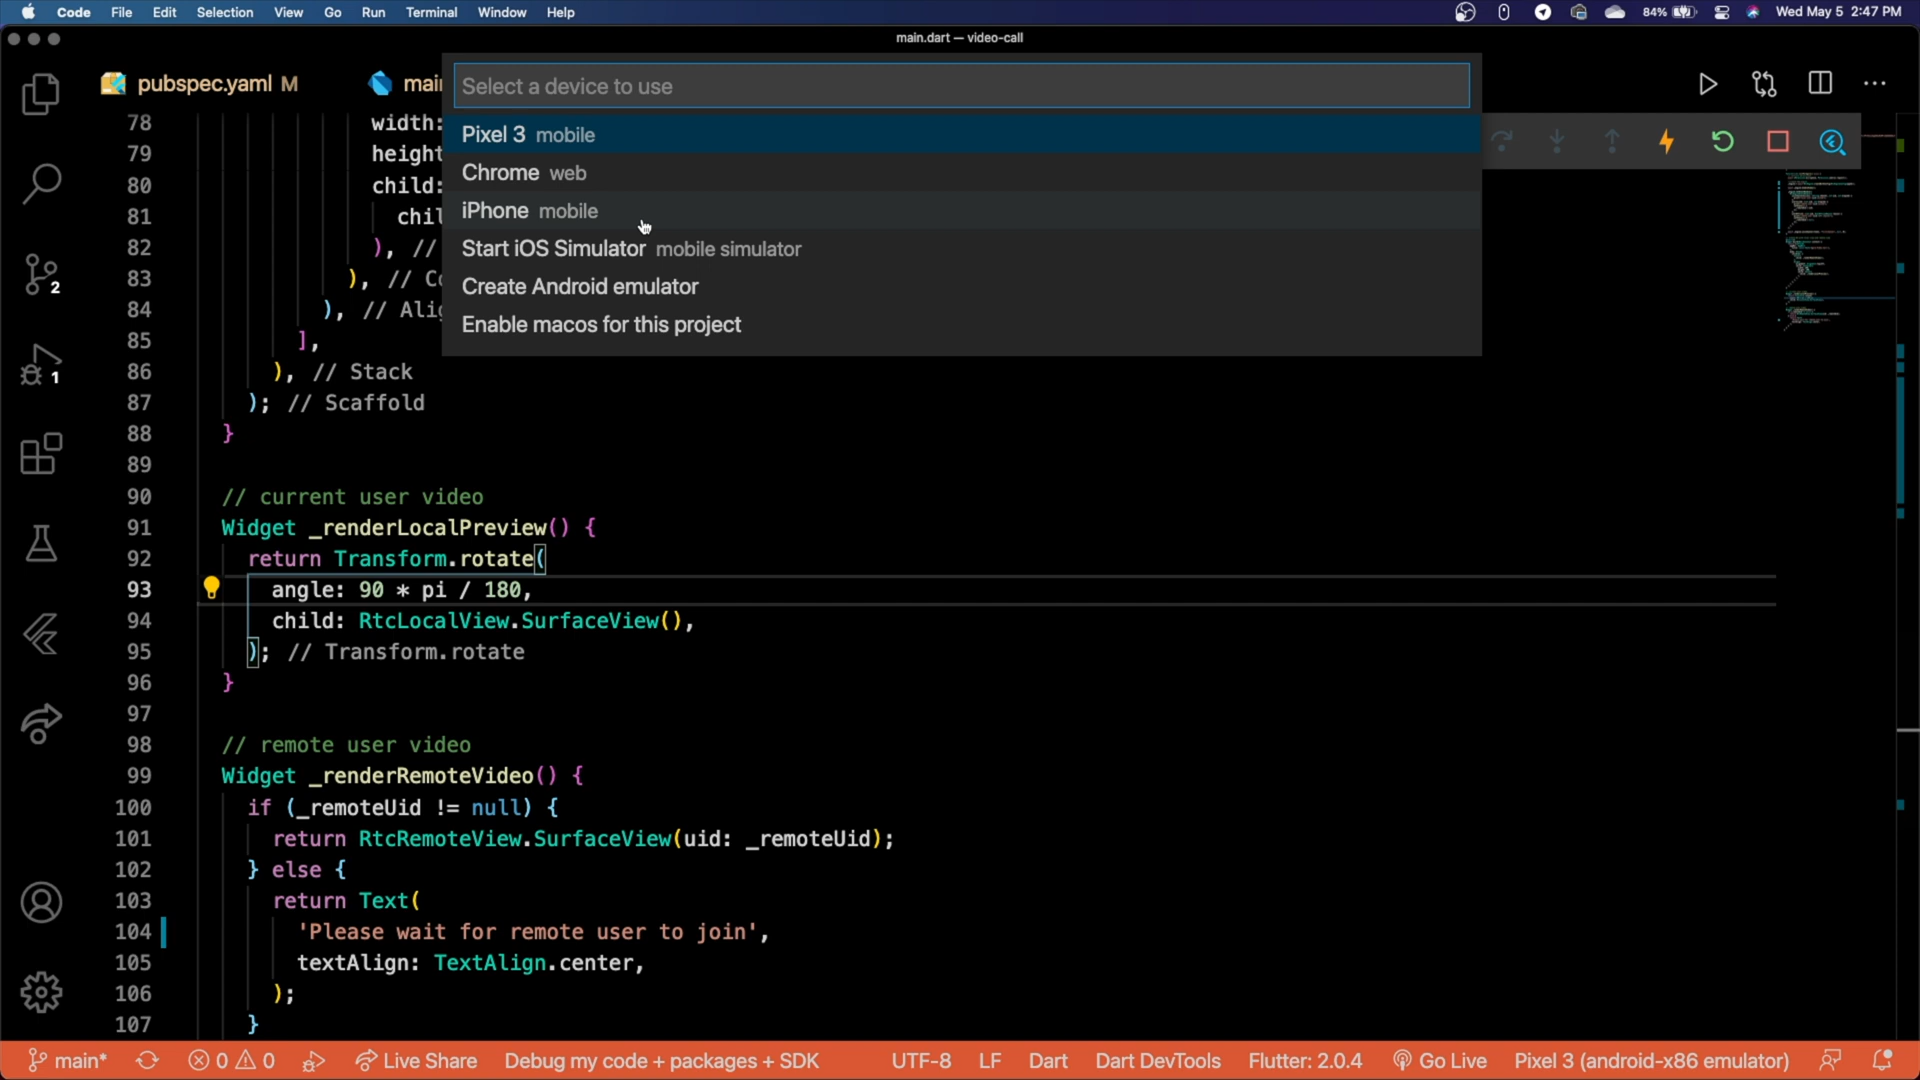 Code File Edit Selection View Go Run Terminal Window Help 84% Wed May 5 2:47 PM
main.dart — video-call
pubspec.yaml M
mai
Select a device to use
Pixel 3 mobile
Chrome web
iPhone mobile
Start iOS Simulator mobile simulator
Create Android emulator
Enable macos for this project
2
1
78 width:
79 height
80 child:
81 chil
82 ), //
83 ), // Co
84 ), // Alig
85 ],
86 ), // Stack
87 ); // Scaffold
88 }
89
90 // current user video
91 Widget _renderLocalPreview() {
92 return Transform.rotate(
93 angle: 90 * pi / 180,
94 child: RtcLocalView.SurfaceView(),
95 ); // Transform.rotate
96 }
97
98 // remote user video
99 Widget _renderRemoteVideo() {
100 if (_remoteUid != null) {
101 return RtcRemoteView.SurfaceView(uid: _remoteUid);
102 } else {
103 return Text(
104 'Please wait for remote user to join',
105 textAlign: TextAlign.center,
106 );
107 }
main* 0 0 Live Share Debug my code + packages + SDK UTF-8 LF Dart Dart DevTools Flutter: 2.0.4 Go Live Pixel 3 (android-x86 emulator)